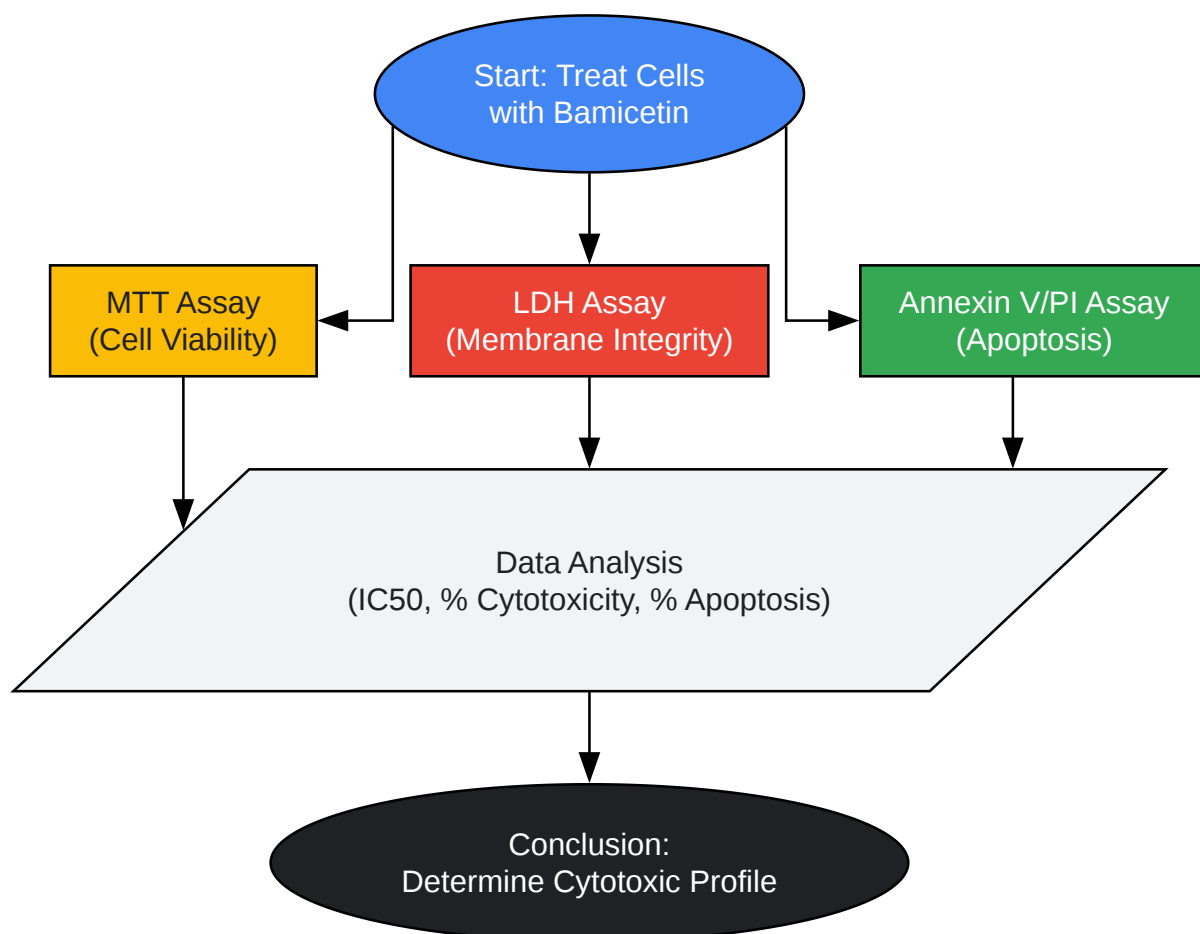 Start: Treat Cells
with Bamicetin
MTT Assay
(Cell Viability)
LDH Assay
(Membrane Integrity)
Annexin V/PI Assay
(Apoptosis)
Data Analysis
(IC50, % Cytotoxicity, % Apoptosis)
Conclusion:
Determine Cytotoxic Profile